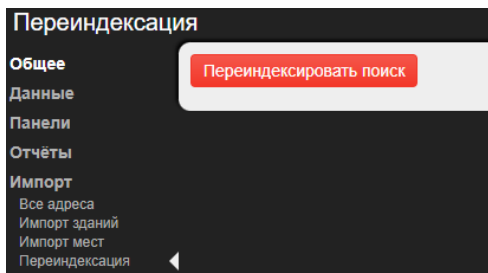 Переиндексация
Общее
Переиндексировать поиск
Данные
Панели
Отчёты
Импорт
Все адреса
Импорт зданий
Импорт мест
Переиндексация